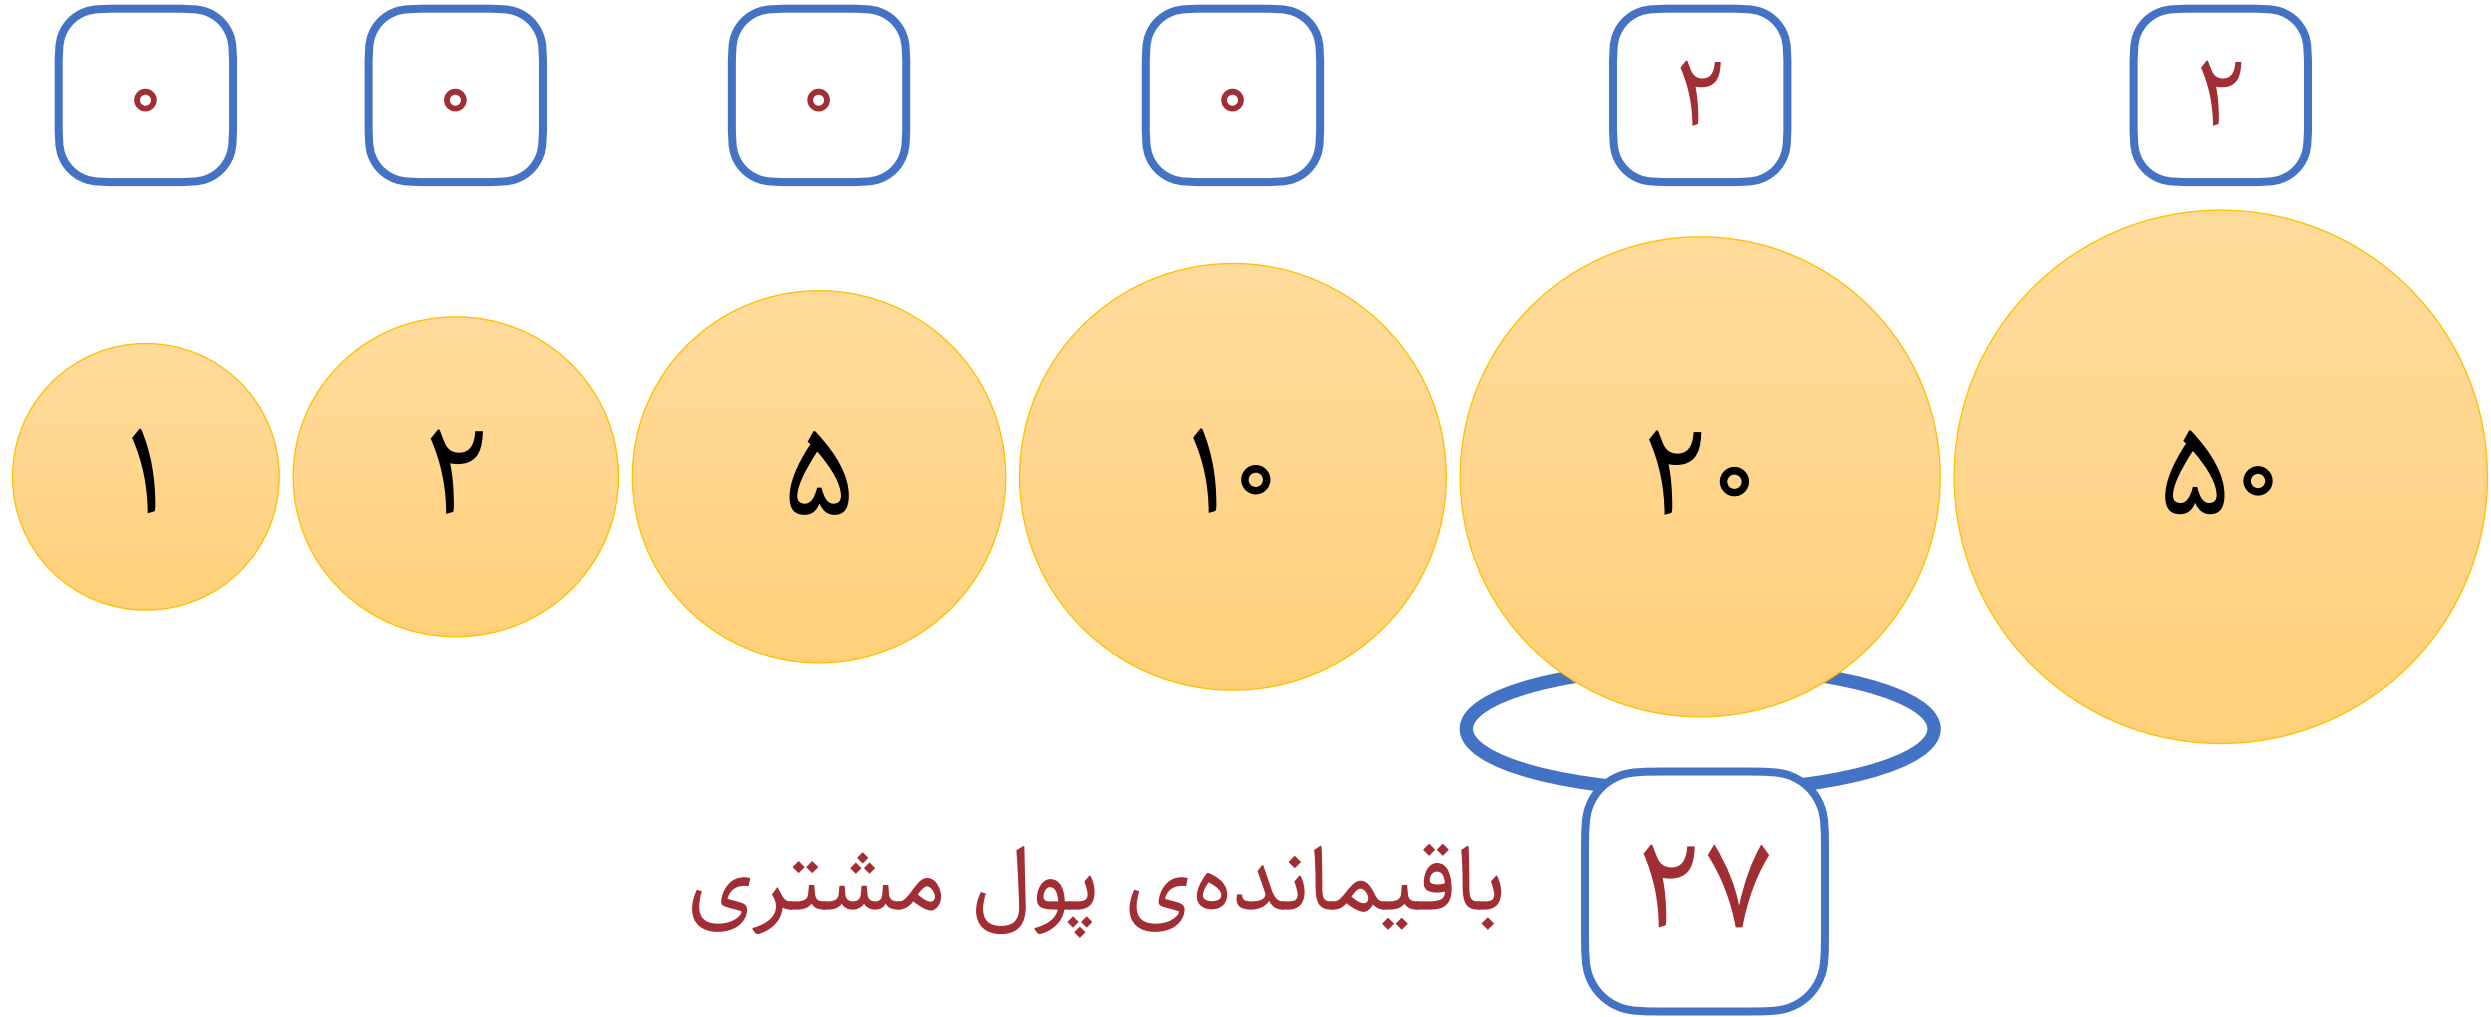 ۰ ۰ ۰ ۰ ۲ ۲
۱ ۲ ۵ ۱۰ ۲۰ ۵۰
۲۷
باقیمانده‌ی پول مشتری